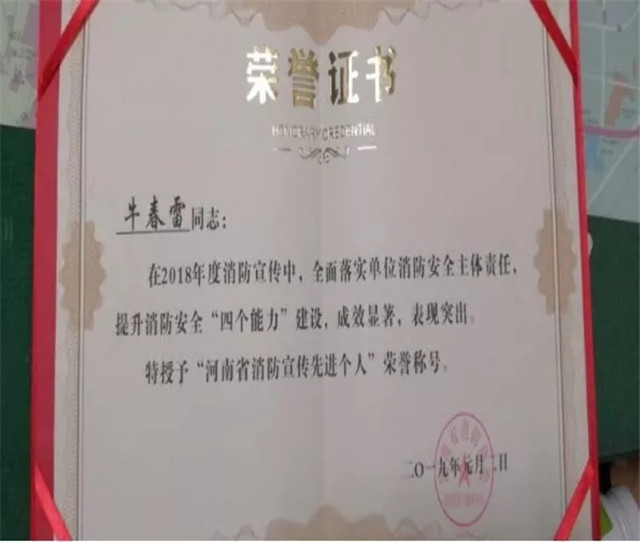 荣誉证书
HONORARY CREDENTIAL
牛春雷同志：
在2018年度消防宣传中，全面落实单位消防安全主体责任，
提升消防安全“四个能力”建设，成效显著，表现突出。
特授予“河南省消防宣传先进个人”荣誉称号。
二〇一九年元月二日